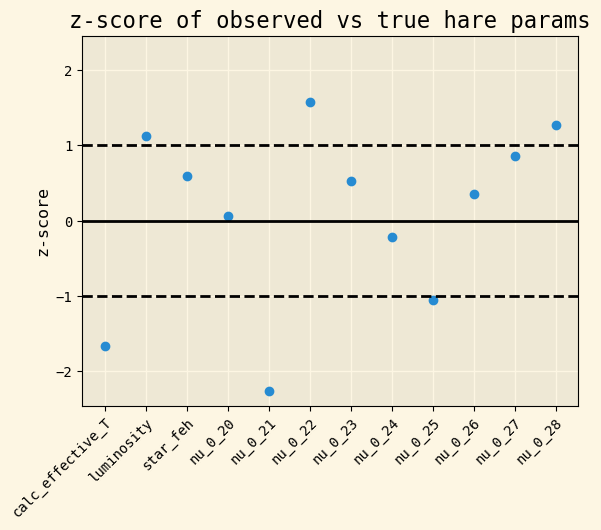 z-score of observed vs true hare params
z-score
2
1
0
−1
−2
calc_effective_T
luminosity
star_feh
nu_0_20
nu_0_21
nu_0_22
nu_0_23
nu_0_24
nu_0_25
nu_0_26
nu_0_27
nu_0_28